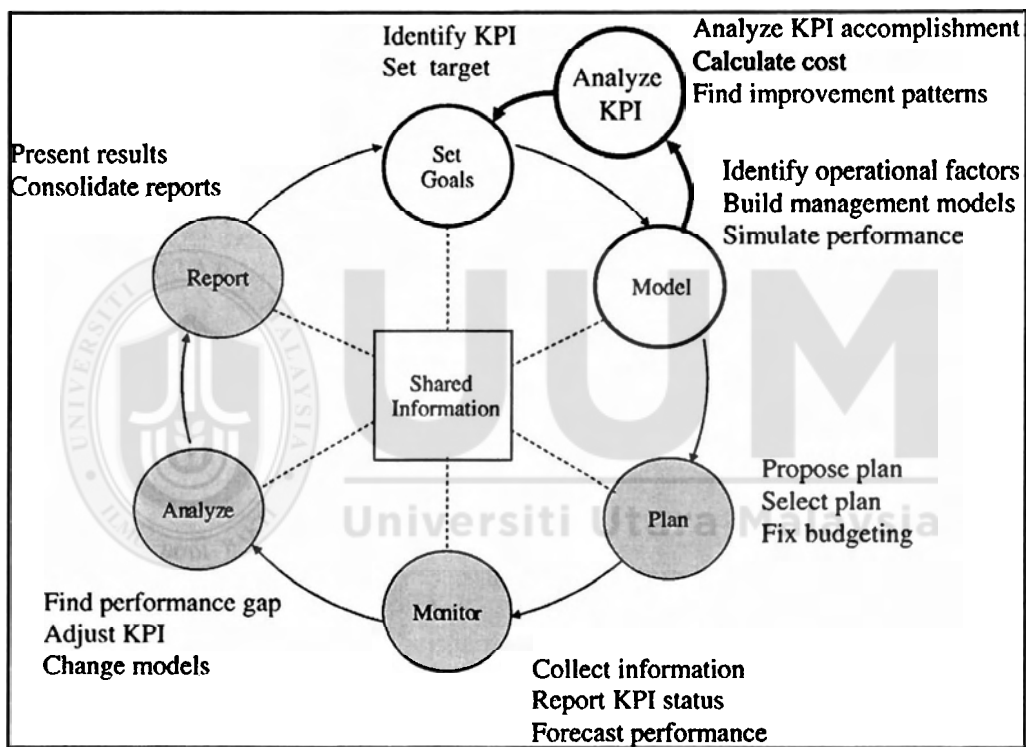 Identify KPI
Set target
Analyze
KPI
Analyze KPI accomplishment
Calculate cost
Find improvement patterns
Present results
Consolidate reports
Set
Goals
Identify operational factors
Build management models
Simulate performance
Report
Model
UUM
UNIVERSITI
MALAYSIA
Shared
Information
Analyze
Plan
Propose plan
Select plan
Fix budgeting
Universiti Utara Malaysia
Monitor
Find performance gap
Adjust KPI
Change models
Collect information
Report KPI status
Forecast performance